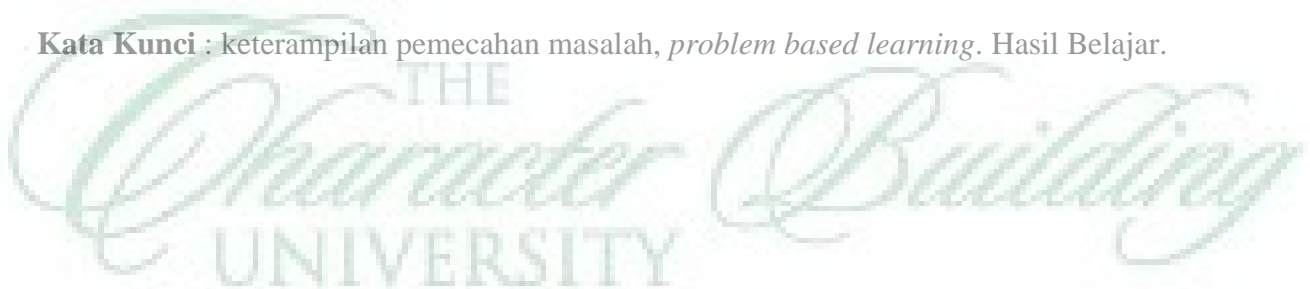 Kata Kunci : keterampilan pemecahan masalah, problem based learning. Hasil Belajar.
THE
Character Building
UNIVERSITY